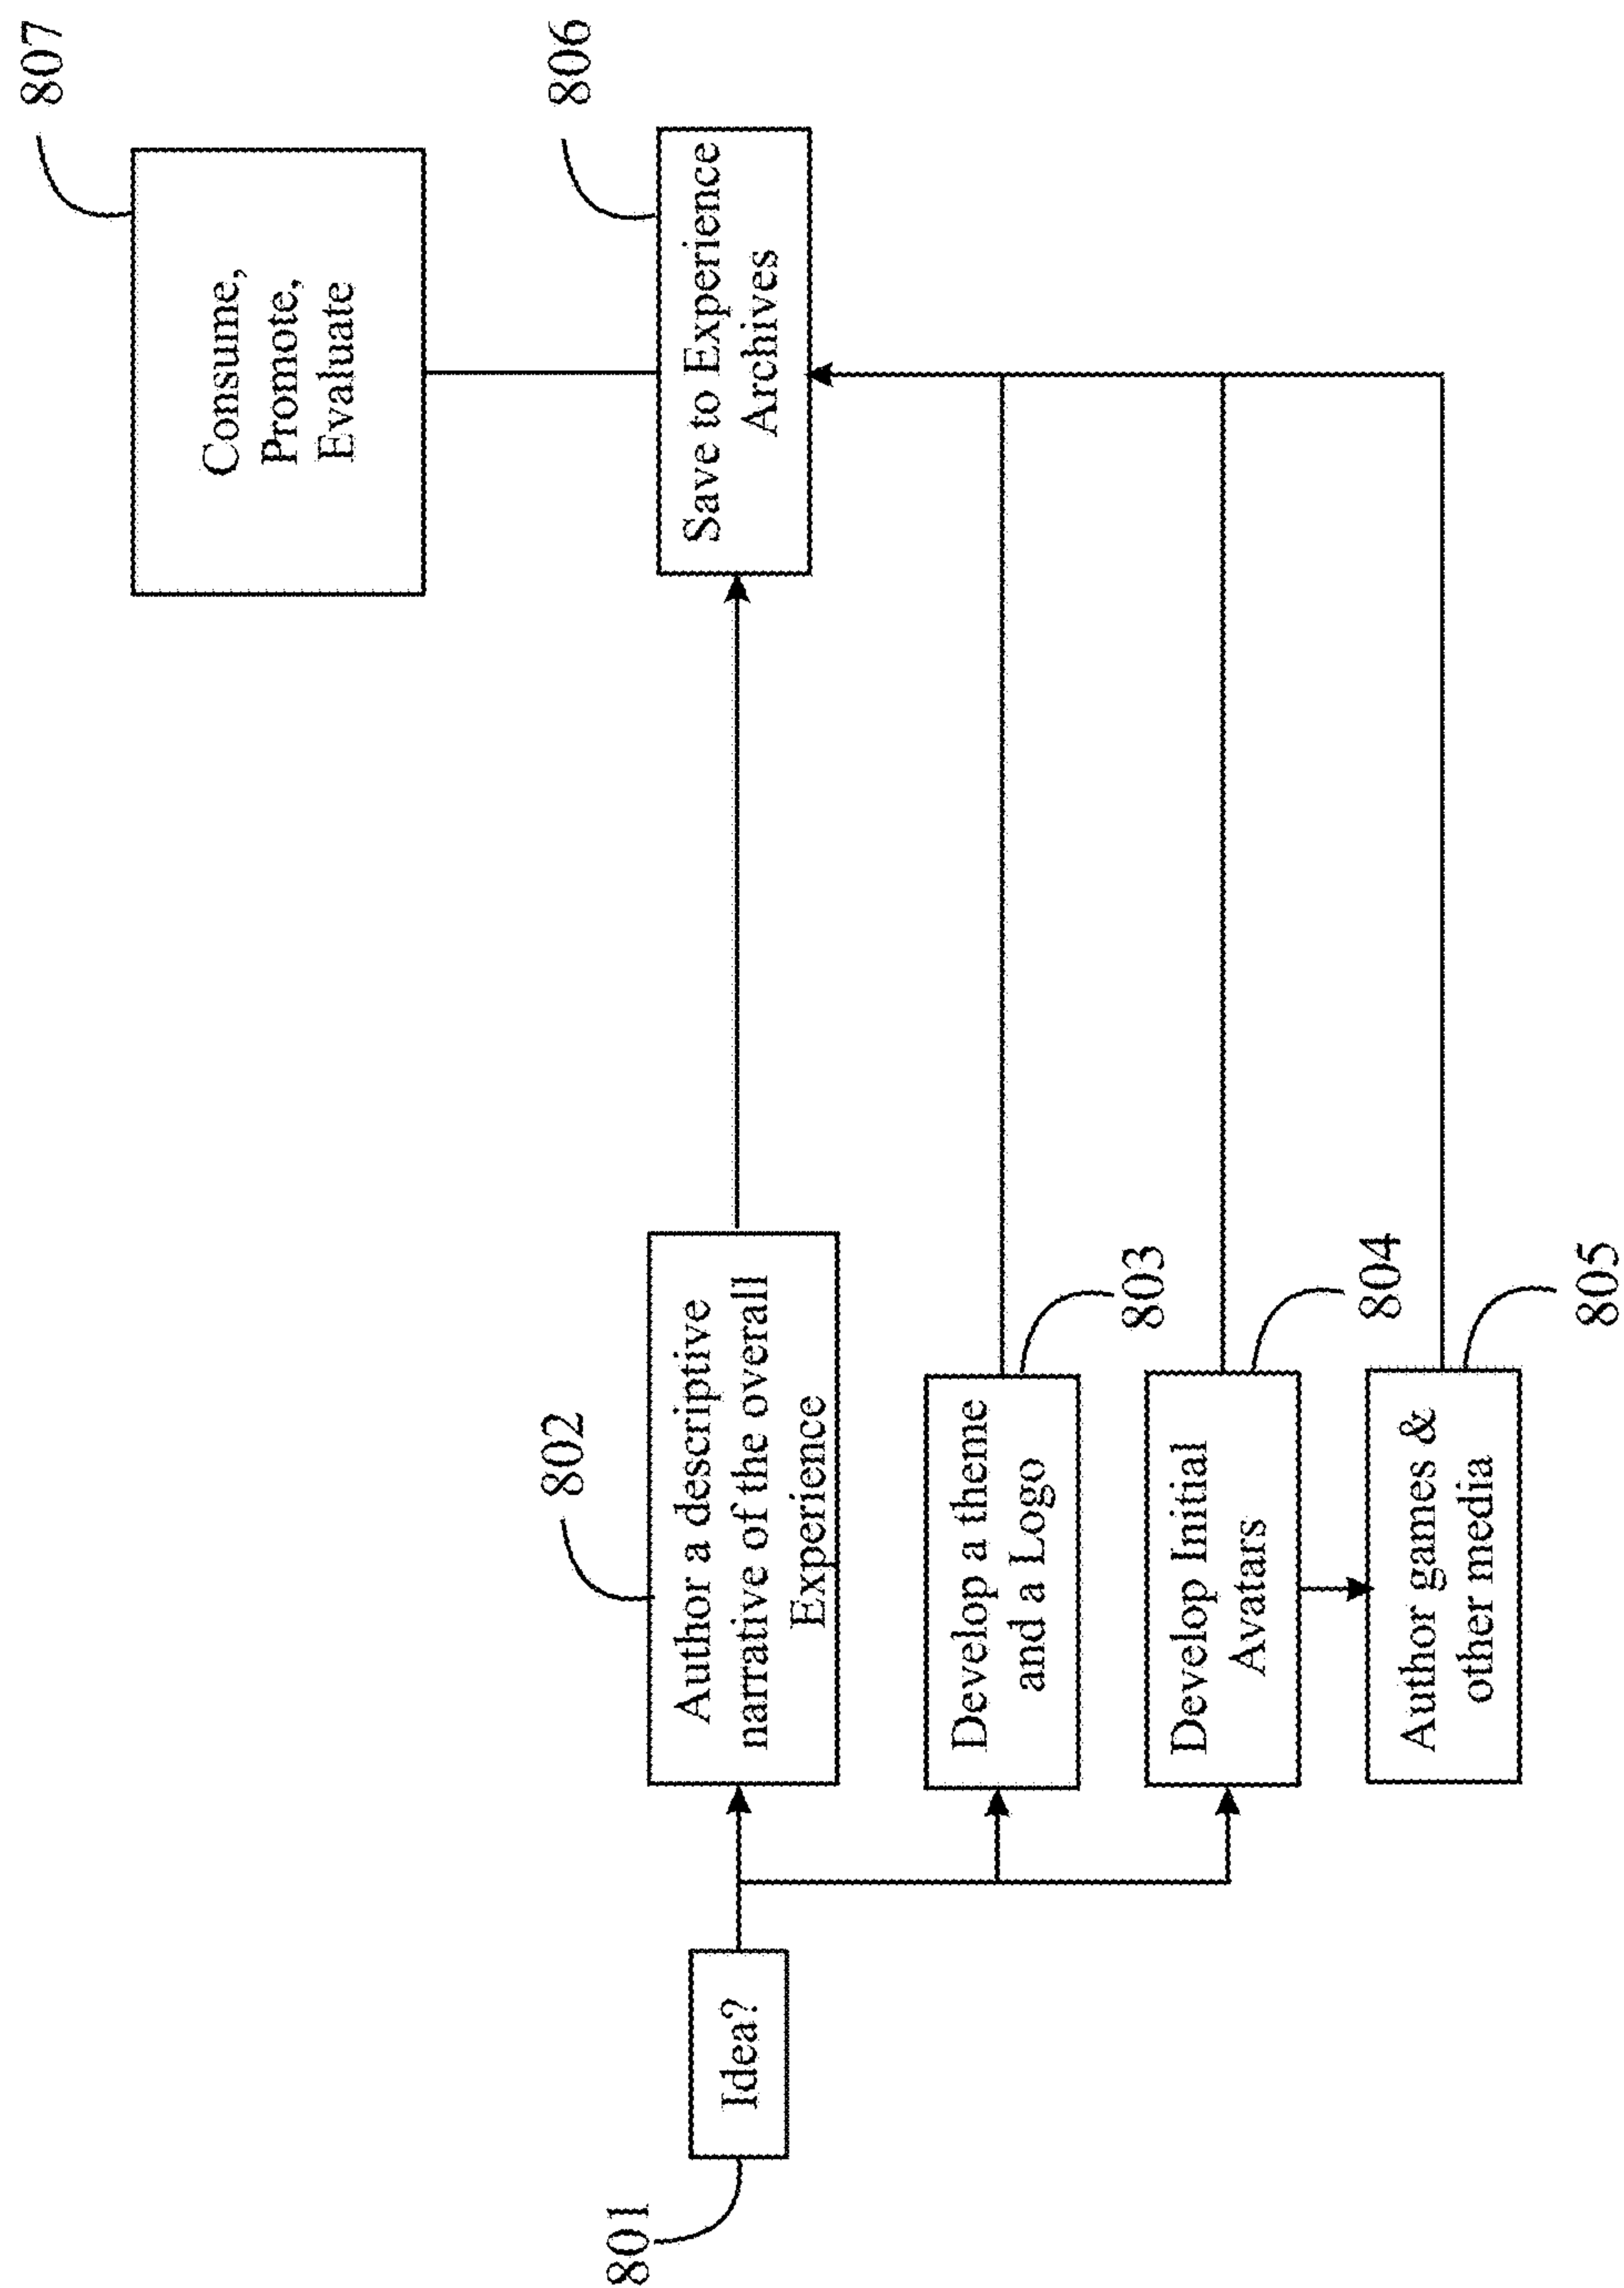 801
Idea?
802
Author a descriptive
narrative of the overall
Experience
Develop a theme
and a Logo
803
Develop Initial
Avatars
804
Author games &
other media
805
Save to Experience
Archives
806
Consume,
Promote,
Evaluate
807